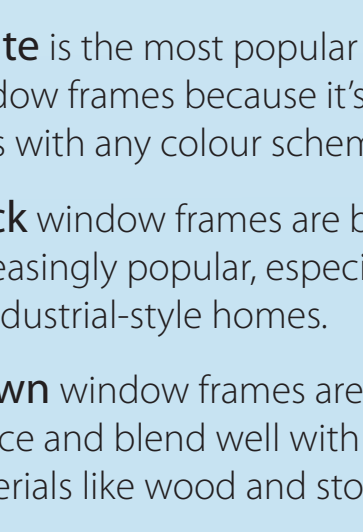 te is the most popular
dow frames because it's
s with any colour schem
ck window frames are b
easingly popular, especi
ndustrial-style homes.
wn window frames are
ce and blend well with
erials like wood and sto